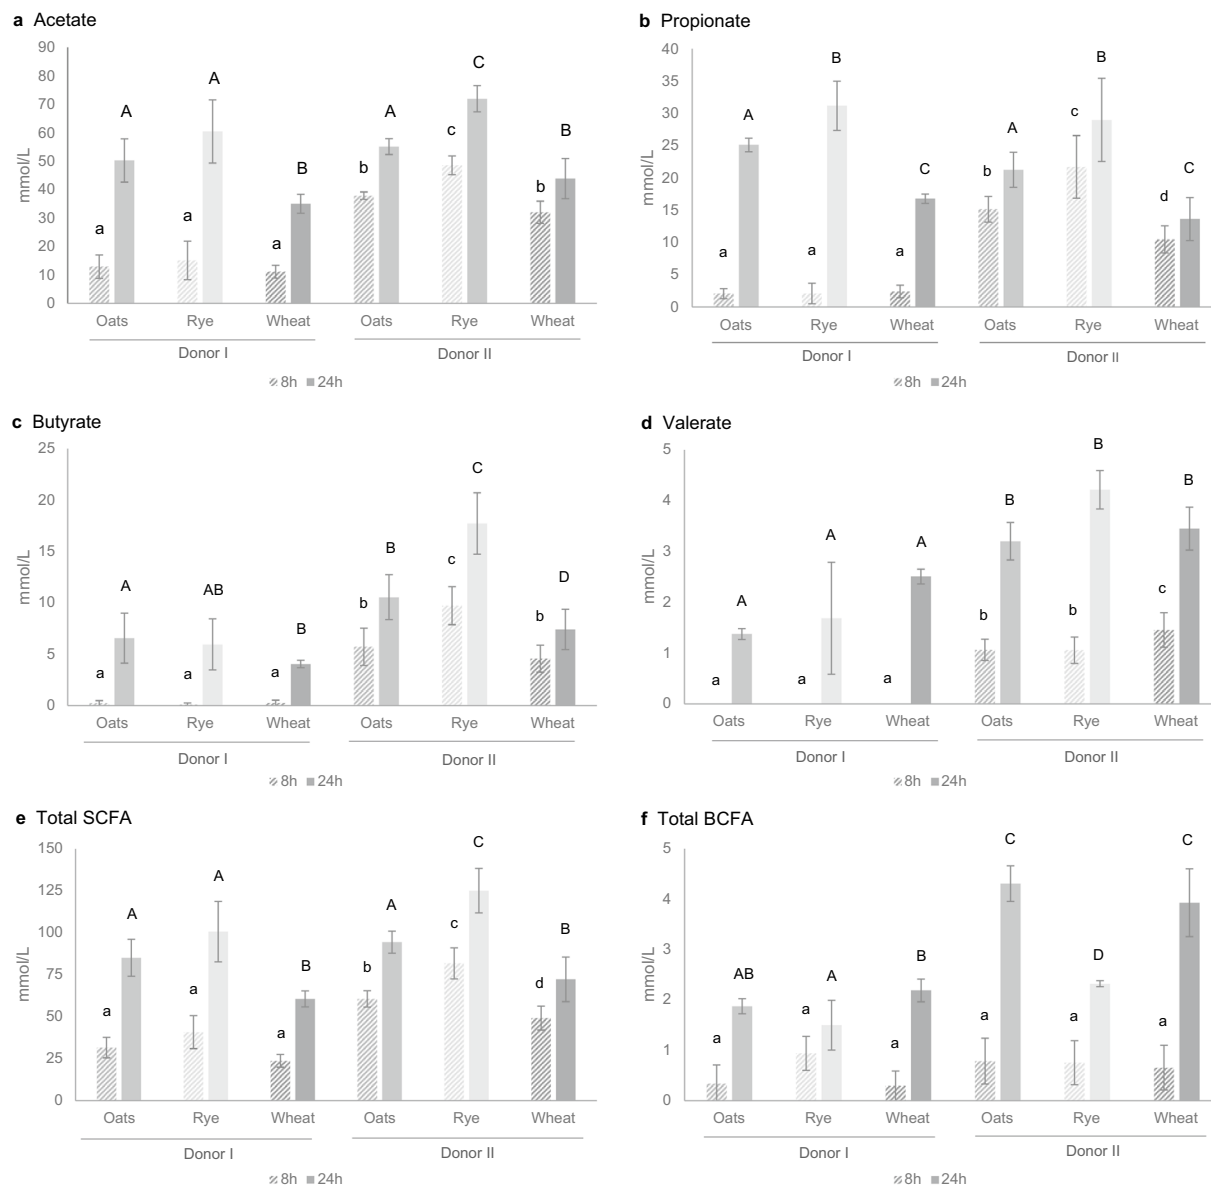 a Acetate
90
80
70
60
50
40
30
20
10
0
mmol/L
a A a A a B b A c C b B
Oats Rye Wheat Oats Rye Wheat
Donor I Donor II
8h 24h
b Propionate
40
35
30
25
20
15
10
5
0
mmol/L
a A a B a C b A c B d C
Oats Rye Wheat Oats Rye Wheat
Donor I Donor II
8h 24h
c Butyrate
25
20
15
10
5
0
mmol/L
a A a AB a B b B c C b D
Oats Rye Wheat Oats Rye Wheat
Donor I Donor II
8h 24h
d Valerate
5
4
3
2
1
0
mmol/L
a A a A a A b B b B c B
Oats Rye Wheat Oats Rye Wheat
Donor I Donor II
8h 24h
e Total SCFA
150
125
100
75
50
25
0
mmol/L
a A a A a B b A c C d B
Oats Rye Wheat Oats Rye Wheat
Donor I Donor II
8h 24h
f Total BCFA
5
4
3
2
1
0
mmol/L
a AB a A a B a C a D a C
Oats Rye Wheat Oats Rye Wheat
Donor I Donor II
8h 24h